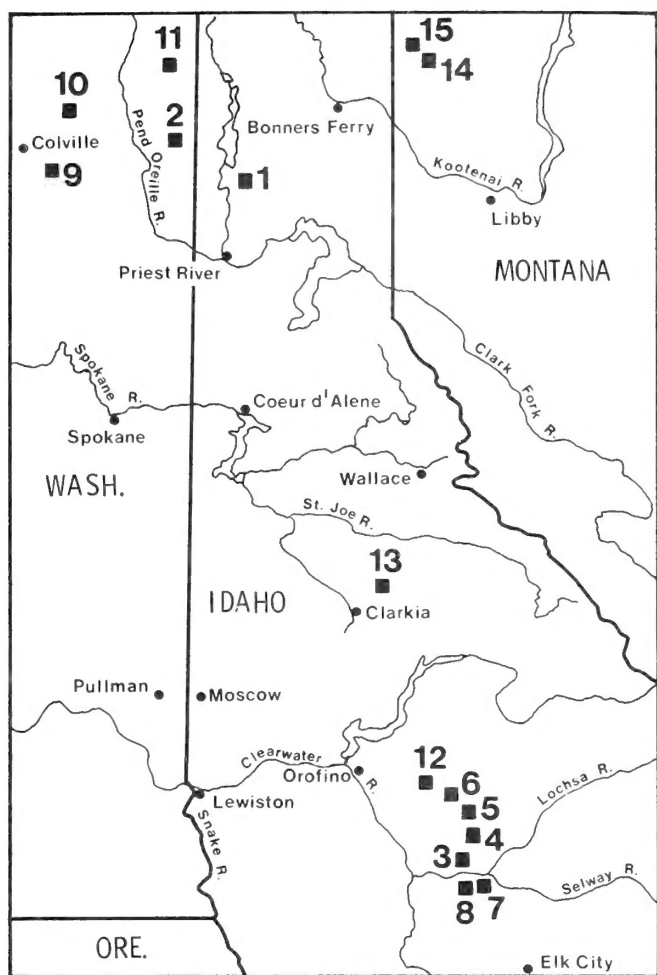 15
11
14
10
2
Bonners Ferry
Colville
Pend Oreille R.
9
1
Kootenai R.
Libby
Priest River
MONTANA
Spokane R.
Clark Fork R.
Coeur d'Alene
Spokane
WASH.
Wallace
St. Joe R.
13
IDAHO
Clarkia
Pullman
Moscow
Clearwater R.
Orofino
12
6
Lochsa R.
5
Lewiston
4
Snake R.
3
Selway R.
8
7
ORE.
Elk City